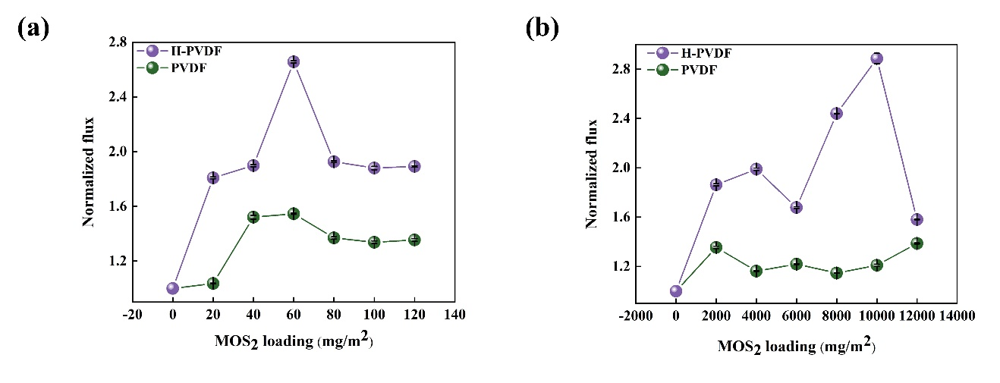 (a)
2.8
2.4
2.0
1.6
1.2
H-PVDF
PVDF
Normalized flux
-20 0 20 40 60 80 100 120 140
MOS2 loading (mg/m2)
(b)
2.8
2.4
2.0
1.6
1.2
H-PVDF
PVDF
Normalized flux
-2000 0 2000 4000 6000 8000 10000 12000 14000
MOS2 loading (mg/m2)